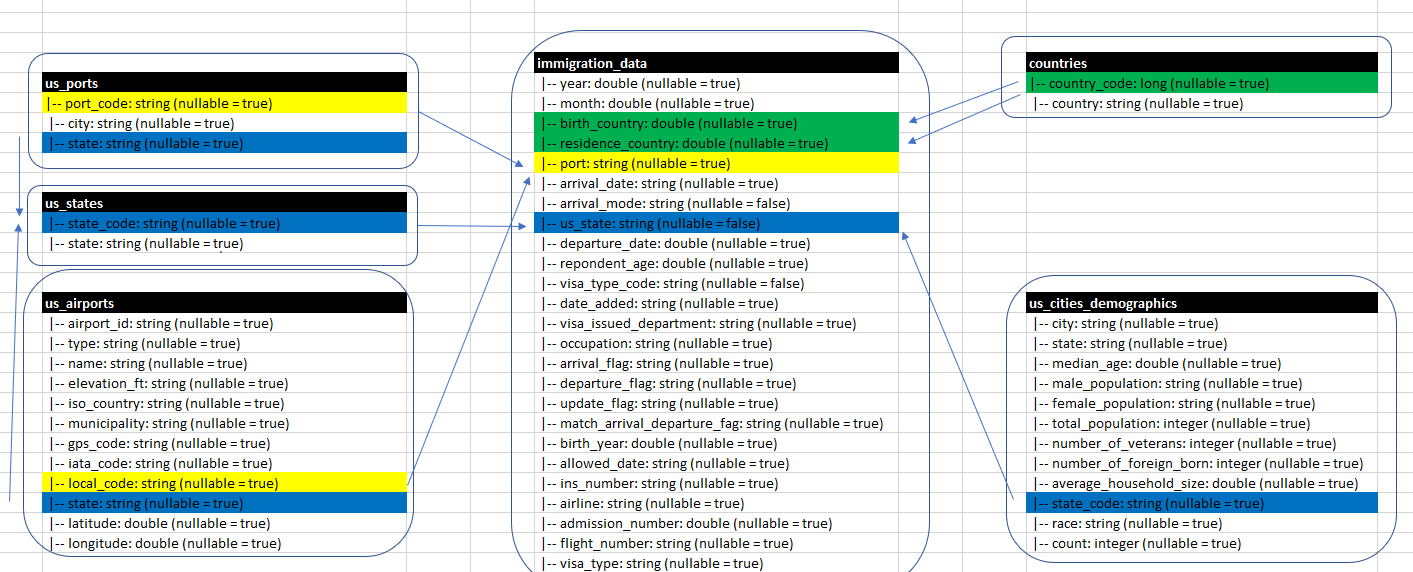 us_ports
|-- port_code: string (nullable = true)
|-- city: string (nullable = true)
|-- state: string (nullable = true)
us_states
|-- state_code: string (nullable = true)
|-- state: string (nullable = true)
us_airports
|-- airport_id: string (nullable = true)
|-- type: string (nullable = true)
|-- name: string (nullable = true)
|-- elevation_ft: string (nullable = true)
|-- iso_country: string (nullable = true)
|-- municipality: string (nullable = true)
|-- gps_code: string (nullable = true)
|-- iata_code: string (nullable = true)
|-- local_code: string (nullable = true)
|-- state: string (nullable = true)
|-- latitude: double (nullable = true)
|-- longitude: double (nullable = true)
immigration_data
|-- year: double (nullable = true)
|-- month: double (nullable = true)
|-- birth_country: double (nullable = true)
|-- residence_country: double (nullable = true)
|-- port: string (nullable = true)
|-- arrival_date: string (nullable = true)
|-- arrival_mode: string (nullable = false)
|-- us_state: string (nullable = false)
|-- departure_date: double (nullable = true)
|-- repondent_age: double (nullable = true)
|-- visa_type_code: string (nullable = false)
|-- date_added: string (nullable = true)
|-- visa_issued_department: string (nullable = true)
|-- occupation: string (nullable = true)
|-- arrival_flag: string (nullable = true)
|-- departure_flag: string (nullable = true)
|-- update_flag: string (nullable = true)
|-- match_arrival_departure_fag: string (nullable = true)
|-- birth_year: double (nullable = true)
|-- allowed_date: string (nullable = true)
|-- ins_number: string (nullable = true)
|-- airline: string (nullable = true)
|-- admission_number: double (nullable = true)
|-- flight_number: string (nullable = true)
|-- visa_type: string (nullable = true)
countries
|-- country_code: long (nullable = true)
|-- country: string (nullable = true)
us_cities_demographics
|-- city: string (nullable = true)
|-- state: string (nullable = true)
|-- median_age: double (nullable = true)
|-- male_population: string (nullable = true)
|-- female_population: string (nullable = true)
|-- total_population: integer (nullable = true)
|-- number_of_veterans: integer (nullable = true)
|-- number_of_foreign_born: integer (nullable = true)
|-- average_household_size: double (nullable = true)
|-- state_code: string (nullable = true)
|-- race: string (nullable = true)
|-- count: integer (nullable = true)